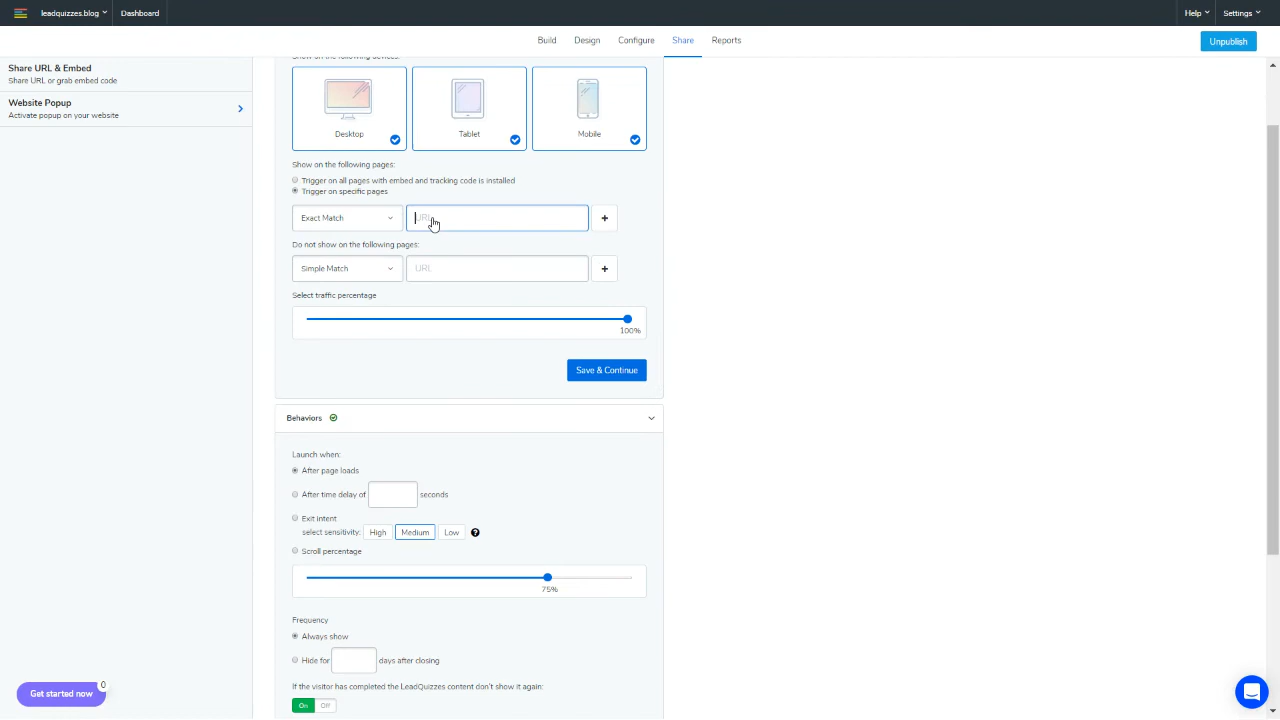 leadquizzes.blog Dashboard Help Settings
Build Design Configure Share Reports Unpublish
Share URL & Embed
Share URL or grab embed code
Website Popup
Activate popup on your website
Show on the following devices:
Desktop Tablet Mobile
Show on the following pages:
Trigger on all pages with embed and tracking code is installed
Trigger on specific pages
Exact Match URL +
Do not show on the following pages:
Simple Match URL +
Select traffic percentage
100%
Save & Continue
Behaviors
Launch when:
After page loads
After time delay of seconds
Exit intent
select sensitivity: High Medium Low ?
Scroll percentage
75%
Frequency
Always show
Hide for days after closing
If the visitor has completed the LeadQuizzes content don't show it again:
On Off
Get started now 0